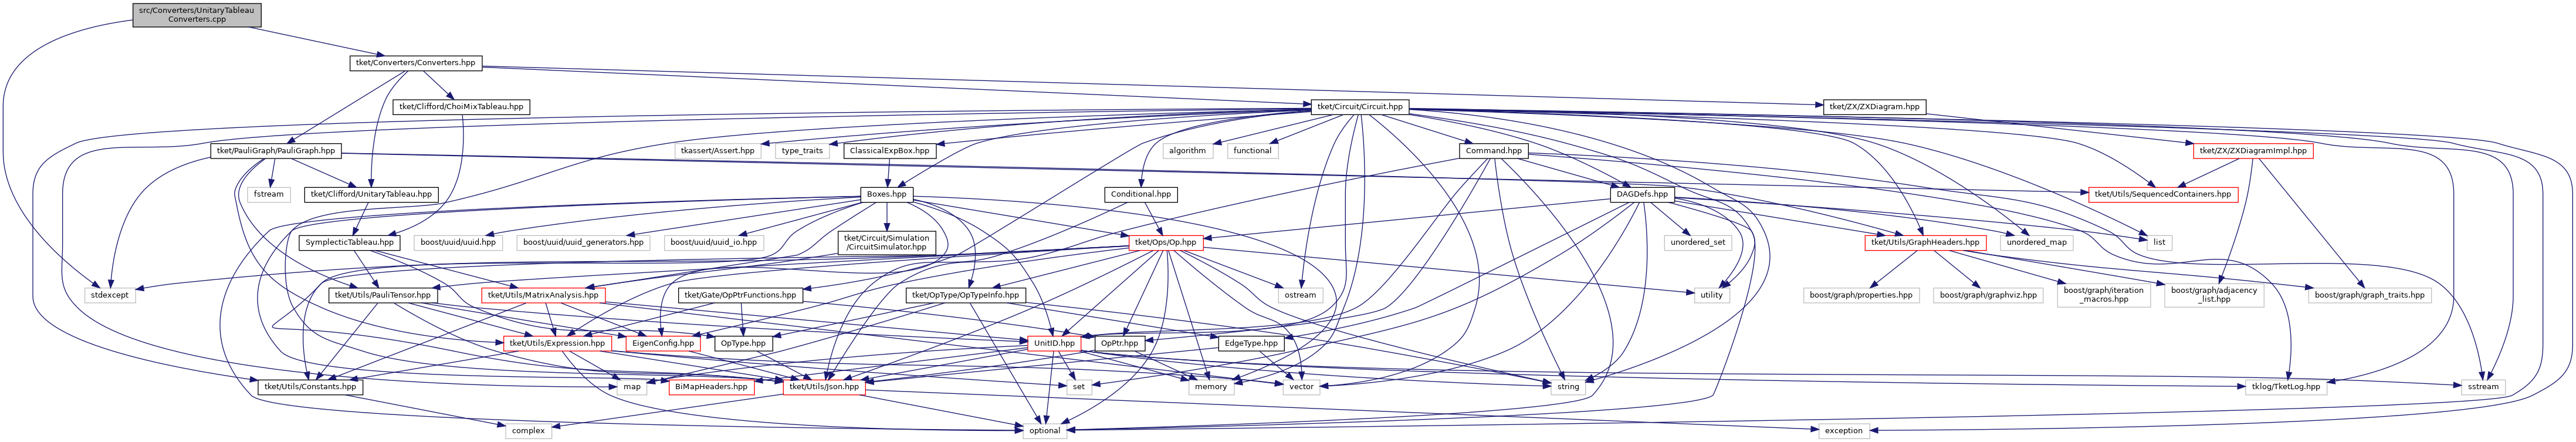 src/Converters/UnitaryTableau
Converters.cpp
tket/Converters/Converters.hpp
tket/Clifford/ChoiMixTableau.hpp
tket/Circuit/Circuit.hpp
tket/ZX/ZXDiagram.hpp
tket/PauliGraph/PauliGraph.hpp
tkassert/Assert.hpp
type_traits
ClassicalExpBox.hpp
algorithm
functional
Command.hpp
tket/ZX/ZXDiagramImpl.hpp
fstream
tket/Clifford/UnitaryTableau.hpp
Boxes.hpp
Conditional.hpp
DAGDefs.hpp
tket/Utils/SequencedContainers.hpp
SymplecticTableau.hpp
boost/uuid/uuid.hpp
boost/uuid/uuid_generators.hpp
boost/uuid/uuid_io.hpp
tket/Circuit/Simulation
/CircuitSimulator.hpp
tket/Ops/Op.hpp
unordered_set
tket/Utils/GraphHeaders.hpp
unordered_map
list
stdexcept
tket/Utils/PauliTensor.hpp
tket/Utils/MatrixAnalysis.hpp
tket/Gate/OpPtrFunctions.hpp
tket/OpType/OpTypeInfo.hpp
ostream
utility
boost/graph/properties.hpp
boost/graph/graphviz.hpp
boost/graph/iteration
_macros.hpp
boost/graph/adjacency
_list.hpp
boost/graph/graph_traits.hpp
tket/Utils/Expression.hpp
EigenConfig.hpp
OpType.hpp
UnitID.hpp
OpPtr.hpp
EdgeType.hpp
tket/Utils/Constants.hpp
map
BiMapHeaders.hpp
tket/Utils/Json.hpp
set
memory
vector
string
tklog/TketLog.hpp
sstream
complex
optional
exception